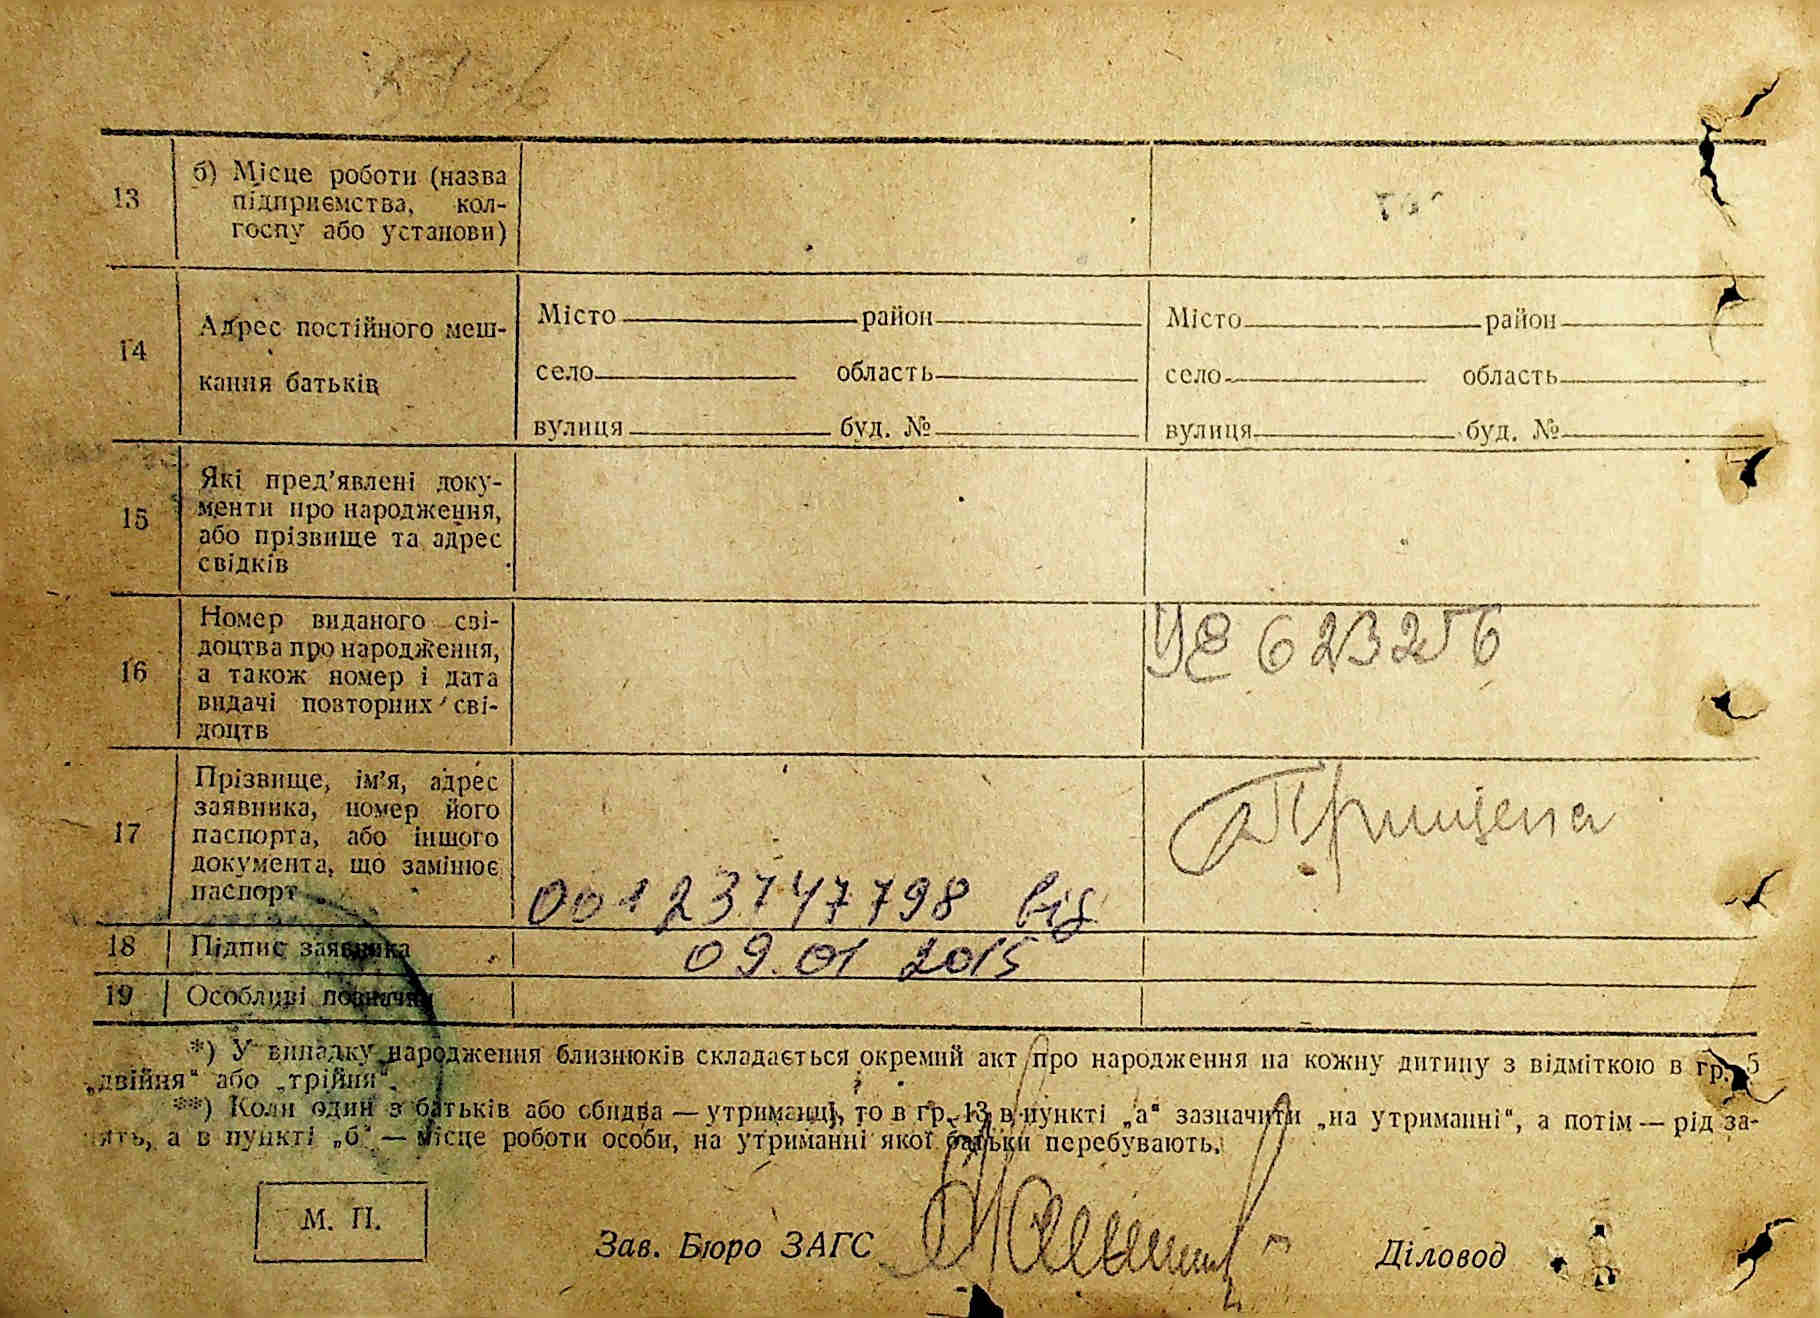 13
б) Місце роботи (назва
підприємства, кол-
госпу або установи)
14
Адрес постійного меш-
кання батьків
Місто район
село область
вулиця буд. №
Місто район
село область
вулиця буд. №
15
Які пред'явлені доку-
менти про народження,
або прізвище та адрес
свідків
16
Номер виданого сві-
доцтва про народження,
а також номер і дата
видачі повторних сві-
доцтв
УЄ 623256
17
Прізвище, ім'я, адрес
заявника, номер його
паспорта, або іншого
документа, що замінює
паспорт
00123747798 від
09.01 2015
18 Підпис заявника
19 Особливі позначки
*) У випадку народження близнюків складається окремий акт про народження на кожну дитину з відміткою в гр. 5
„двійня“ або „трійня“.
**) Коли один з батьків або обидва — утриманці, то в гр. 13 в пункті „а“ зазначити „на утриманні“, а потім — рід за-
нять, а в пункті „б“ — місце роботи особи, на утриманні якої батьки перебувають.
М. П.
Зав. Бюро ЗАГС
Діловод